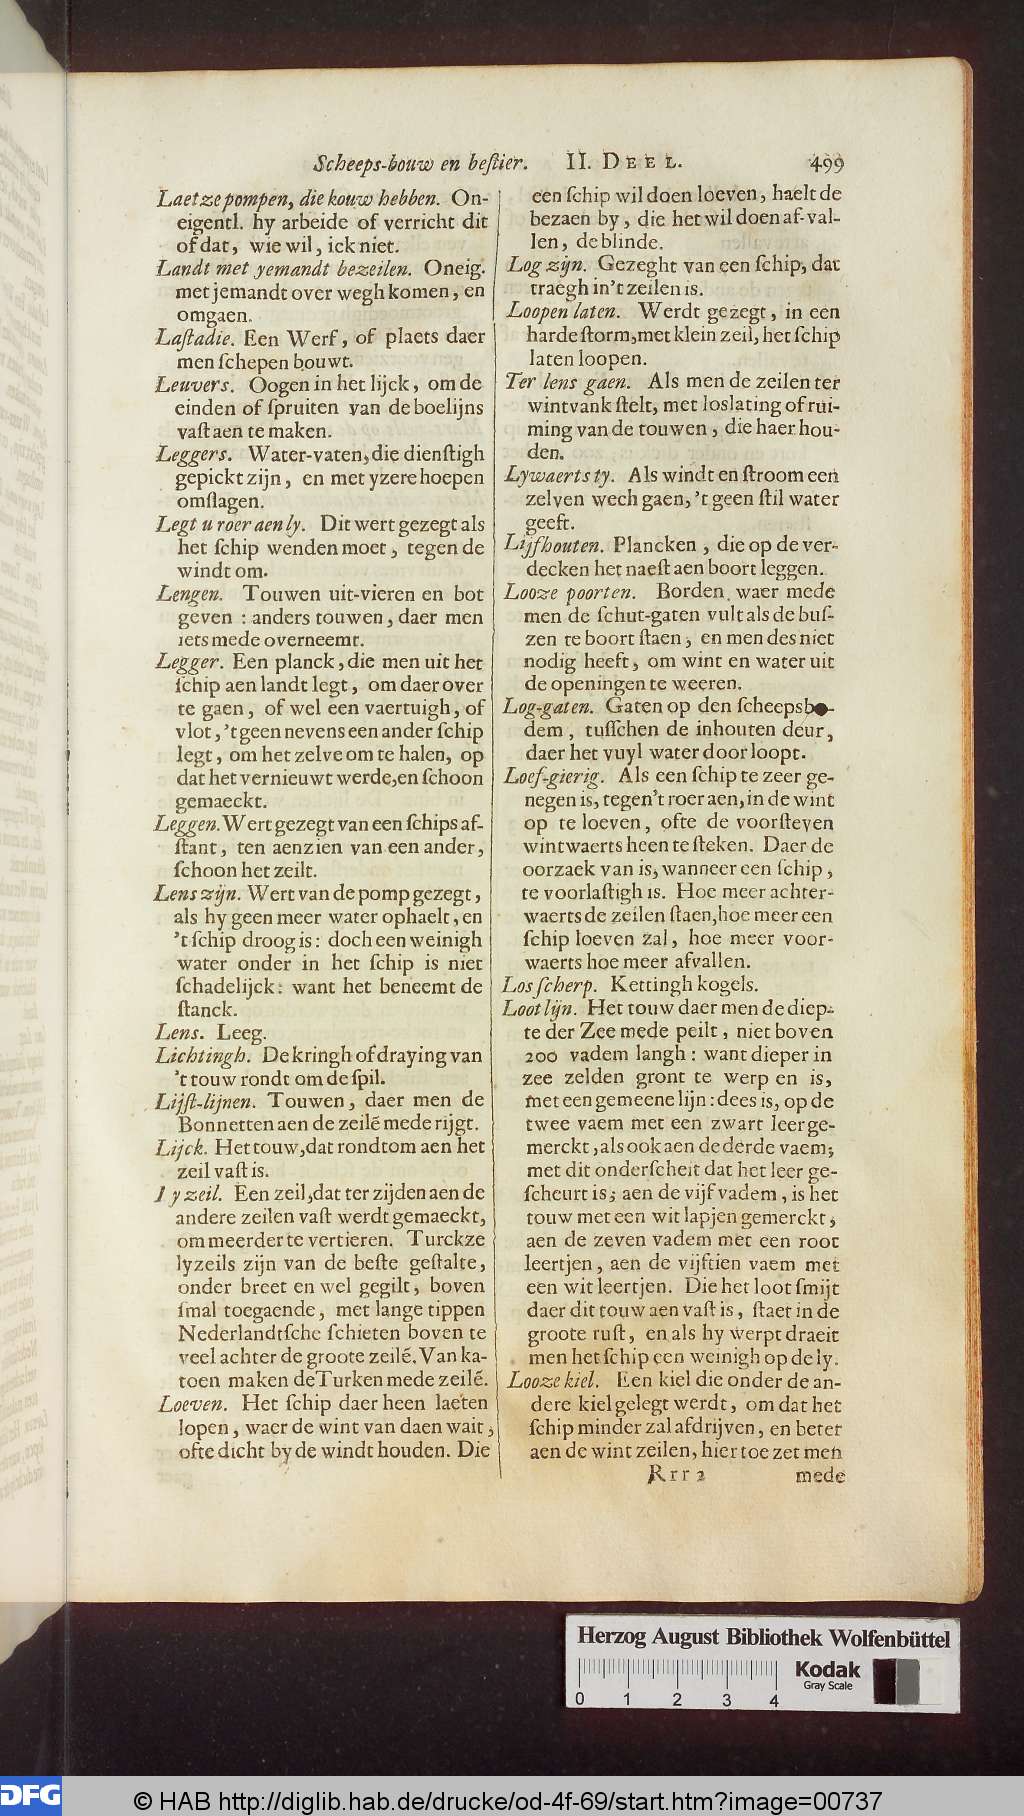 Scheeps-bouw en beſtier. II. DEEL. 499
Laet ze pompen, die kouw hebben. On-
eigentl. hy arbeide of verricht dit
of dat, wie wil, ick niet.
Landt met yemandt bezeilen. Oneig.
met jemandt over wegh komen, en
omgaen.
Laſtadie. Een Werf, of plaets daer
men ſchepen bouwt.
Leuvers. Oogen in het lijck, om de
einden of ſpruiten van de boelijns
vaſt aen te maken.
Leggers. Water-vaten, die dienſtigh
gepickt zijn, en met yzere hoepen
omſlagen.
Legt u roer aen ly. Dit wert gezegt als
het ſchip wenden moet, tegen de
windt om.
Lengen. Touwen uit-vieren en bot
geven : anders touwen, daer men
iets mede overneemt.
Legger. Een planck, die men uit het
ſchip aen landt legt, om daer over
te gaen, of wel een vaertuigh, of
vlot, 't geen nevens een ander ſchip
legt, om het zelve om te halen, op
dat het vernieuwt werde, en ſchoon
gemaeckt.
Leggen. Wert gezegt van een ſchips af-
ſtant, ten aenzien van een ander,
ſchoon het zeilt.
Lens zijn. Wert van de pomp gezegt,
als hy geen meer water ophaelt, en
't ſchip droog is: doch een weinigh
water onder in het ſchip is niet
ſchadelijck: want het beneemt de
ſtanck.
Lens. Leeg.
Lichtingh. De kringh of draying van
't touw rondt om de ſpil.
Lijſt-lijnen. Touwen, daer men de
Bonnetten aen de zeilẽ mede rijgt.
Lijck. Het touw, dat rondtom aen het
zeil vaſt is.
Ly zeil. Een zeil, dat ter zijden aen de
andere zeilen vaſt werdt gemaeckt,
om meerder te vertieren. Turckze
lyzeils zijn van de beſte geſtalte,
onder breet en wel gegilt, boven
ſmal toegaende, met lange tippen
Nederlandtſche ſchieten boven te
veel achter de groote zeilẽ. Van ka-
toen maken de Turken mede zeilẽ.
Loeven. Het ſchip daer heen laeten
lopen, waer de wint van daen wait,
ofte dicht by de windt houden. Die
een ſchip wil doen loeven, haelt de
bezaen by, die het wil doen af-val-
len, de blinde.
Log zijn. Gezeght van een ſchip, dat
traegh in't zeilen is.
Loopen laten. Werdt gezegt, in een
harde ſtorm, met klein zeil, het ſchip
laten loopen.
Ter lens gaen. Als men de zeilen ter
wintvank ſtelt, met loslating of rui-
ming van de touwen, die haer hou-
den.
Lywaerts ty. Als windt en ſtroom een
zelven wech gaen, 't geen ſtil water
geeft.
Lijfhouten. Plancken, die op de ver-
decken het naeſt aen boort leggen.
Looze poorten. Borden waer mede
men de ſchut-gaten vult als de buſ-
zen te boort ſtaen, en men des niet
nodig heeft, om wint en water uit
de openingen te weeren.
Log-gaten. Gaten op den ſcheepsbo-
dem, tuſſchen de inhouten deur,
daer het vuyl water door loopt.
Loef-gierig. Als een ſchip te zeer ge-
negen is, tegen't roer aen, in de wint
op te loeven, ofte de voorſteven
wintwaerts heen te ſteken. Daer de
oorzaek van is, wanneer een ſchip,
te voorlaſtigh is. Hoe meer achter-
waerts de zeilen ſtaen, hoe meer een
ſchip loeven zal, hoe meer voor-
waerts hoe meer afvallen.
Los ſcherp. Kettingh kogels.
Loot lijn. Het touw daer men de diep-
te der Zee mede peilt, niet boven
200 vadem langh : want dieper in
zee zelden gront te werp en is,
met een gemeene lijn: dees is, op de
twee vaem met een zwart leer ge-
merckt, als ook aen de derde vaem;
met dit onderſcheit dat het leer ge-
ſcheurt is; aen de vijf vadem, is het
touw met een wit lapjen gemerckt,
aen de zeven vadem met een root
leertjen, aen de vijftien vaem met
een wit leertjen. Die het loot ſmijt
daer dit touw aen vaſt is, ſtaet in de
groote ruſt, en als hy werpt draeit
men het ſchip een weinigh op de ly.
Looze kiel. Een kiel die onder de an-
dere kiel gelegt werdt, om dat het
ſchip minder zal afdrijven, en beter
aen de wint zeilen, hier toe zet men
Rrr 2 mede
Herzog August Bibliothek Wolfenbüttel
0 1 2 3 4
Kodak
Gray Scale
DFG © HAB http://diglib.hab.de/drucke/od-4f-69/start.htm?image=00737